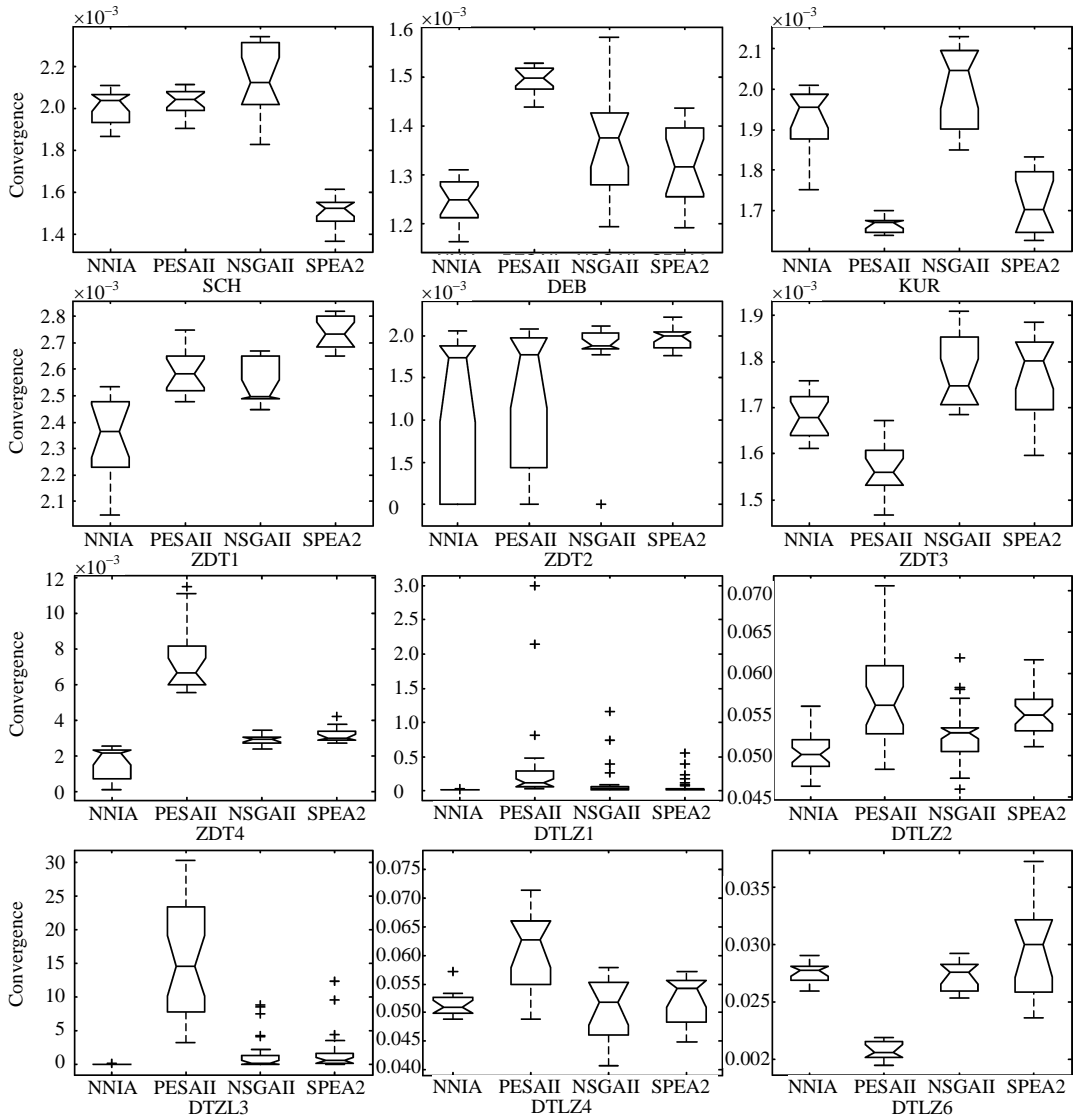 ×10⁻³
Convergence
2.2
2.0
1.8
1.6
1.4
NNIA PESAII NSGAII SPEA2
SCH
×10⁻³
1.6
1.5
1.4
1.3
1.2
NNIA PESAII NSGAII SPEA2
DEB
×10⁻³
2.1
2.0
1.9
1.8
1.7
NNIA PESAII NSGAII SPEA2
KUR
×10⁻³
Convergence
2.8
2.7
2.6
2.5
2.4
2.3
2.2
2.1
NNIA PESAII NSGAII SPEA2
ZDT1
×10⁻³
2.0
1.5
1.0
1.5
0
NNIA PESAII NSGAII SPEA2
ZDT2
×10⁻³
1.9
1.8
1.7
1.6
1.5
NNIA PESAII NSGAII SPEA2
ZDT3
×10⁻³
Convergence
12
10
8
6
4
2
0
NNIA PESAII NSGAII SPEA2
ZDT4
3.0
2.5
2.0
1.5
1.0
0.5
0
NNIA PESAII NSGAII SPEA2
DTLZ1
0.070
0.065
0.060
0.055
0.050
0.045
NNIA PESAII NSGAII SPEA2
DTLZ2
Convergence
30
25
20
15
10
5
0
NNIA PESAII NSGAII SPEA2
DTZL3
0.075
0.070
0.065
0.060
0.055
0.050
0.045
0.040
NNIA PESAII NSGAII SPEA2
DTLZ4
0.035
0.030
0.025
0.002
NNIA PESAII NSGAII SPEA2
DTLZ6